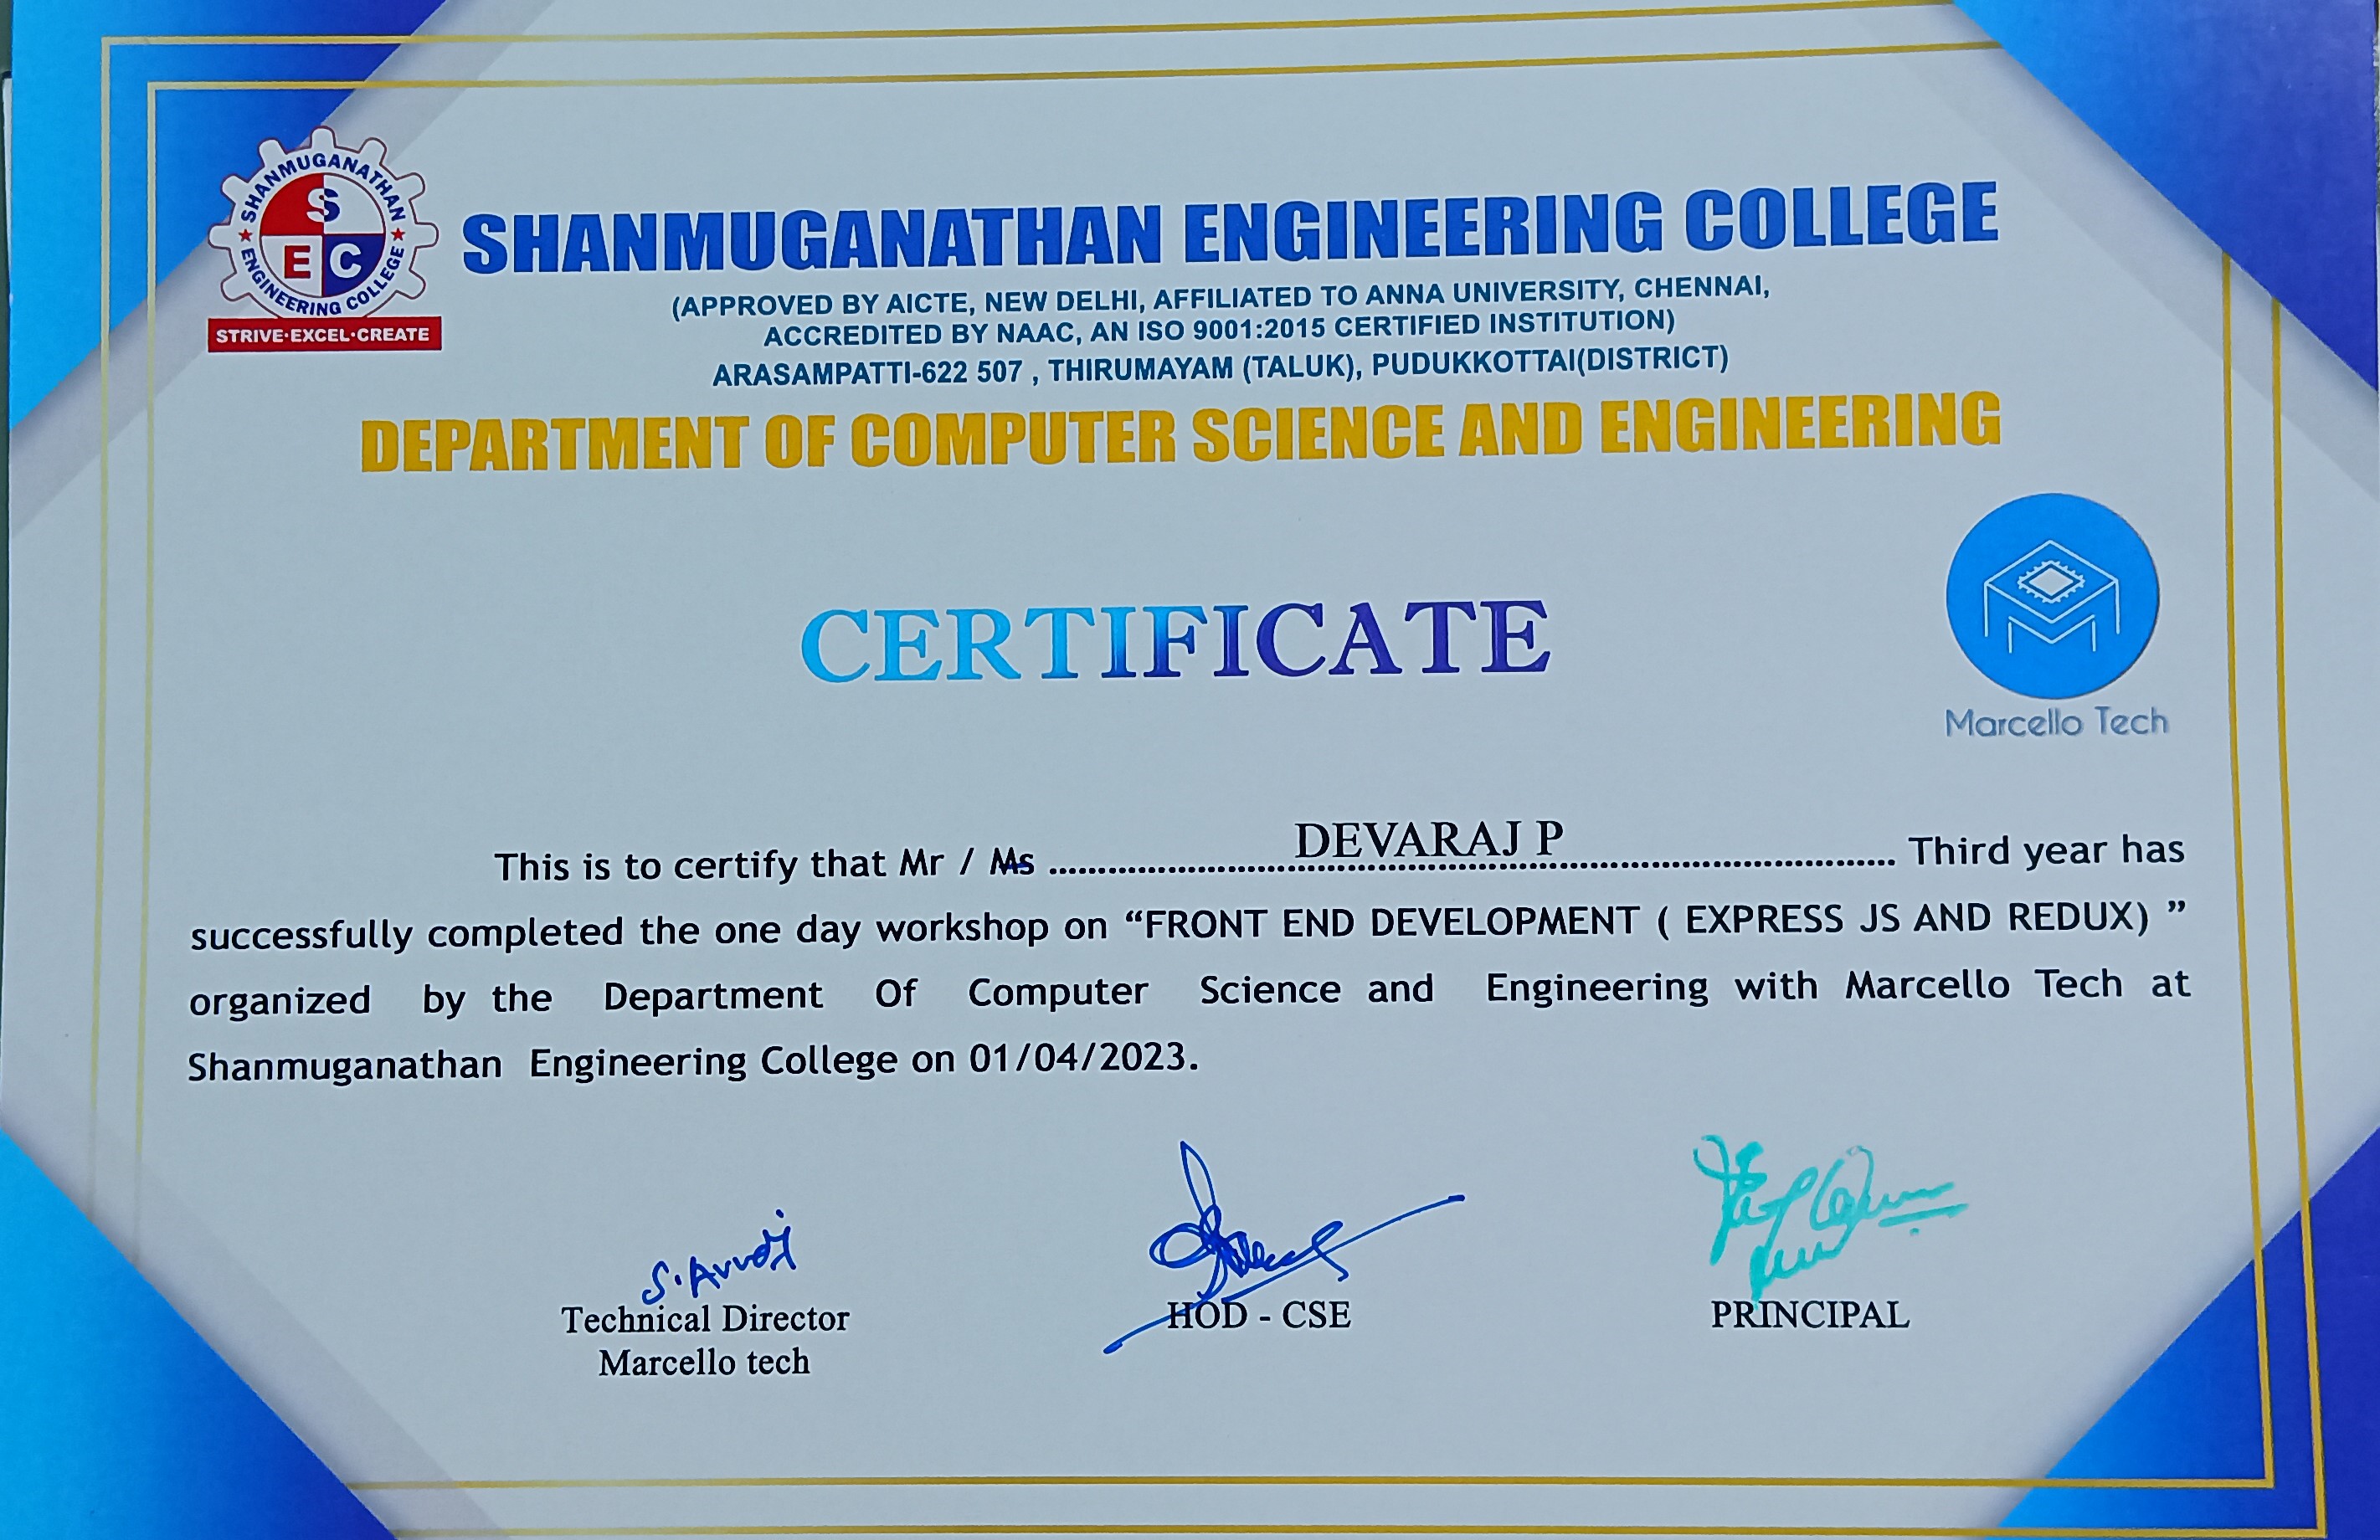 SHANMUGANATHAN
ENGINEERING COLLEGE
S
E C
STRIVE·EXCEL·CREATE
SHANMUGANATHAN ENGINEERING COLLEGE
(APPROVED BY AICTE, NEW DELHI, AFFILIATED TO ANNA UNIVERSITY, CHENNAI,
ACCREDITED BY NAAC, AN ISO 9001:2015 CERTIFIED INSTITUTION)
ARASAMPATTI-622 507 , THIRUMAYAM (TALUK), PUDUKKOTTAI(DISTRICT)
DEPARTMENT OF COMPUTER SCIENCE AND ENGINEERING
CERTIFICATE
Marcello Tech
This is to certify that Mr / Ms ........ DEVARAJ P ........ Third year has
successfully completed the one day workshop on “FRONT END DEVELOPMENT ( EXPRESS JS AND REDUX) ”
organized by the Department Of Computer Science and Engineering with Marcello Tech at
Shanmuganathan Engineering College on 01/04/2023.
Technical Director
Marcello tech
HOD - CSE
PRINCIPAL